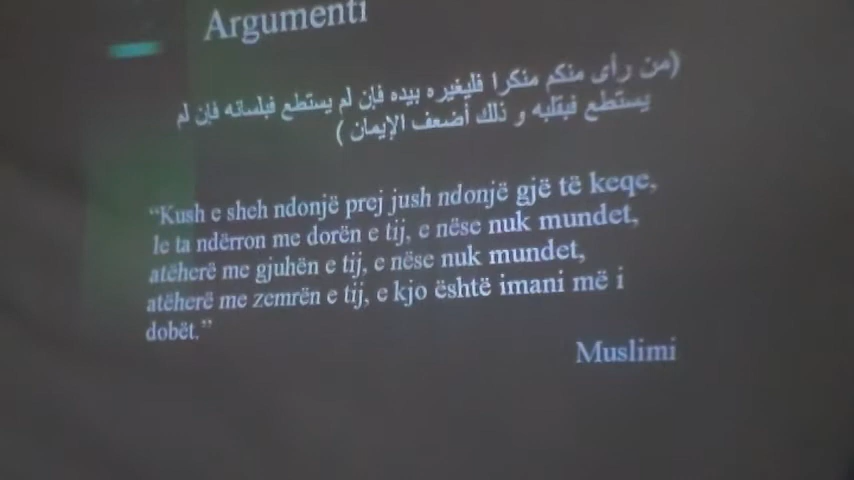 Argumenti
(من رأى منكم منكرا فليغيره بيده فإن لم يستطع فبلسانه فإن لم
يستطع فبقلبه و ذلك أضعف الإيمان )
“Kush e sheh ndonjë prej jush ndonjë gjë të keqe,
le ta ndërron me dorën e tij, e nëse nuk mundet,
atëherë me gjuhën e tij, e nëse nuk mundet,
atëherë me zemrën e tij, e kjo është imani më i
dobët.”
Muslimi